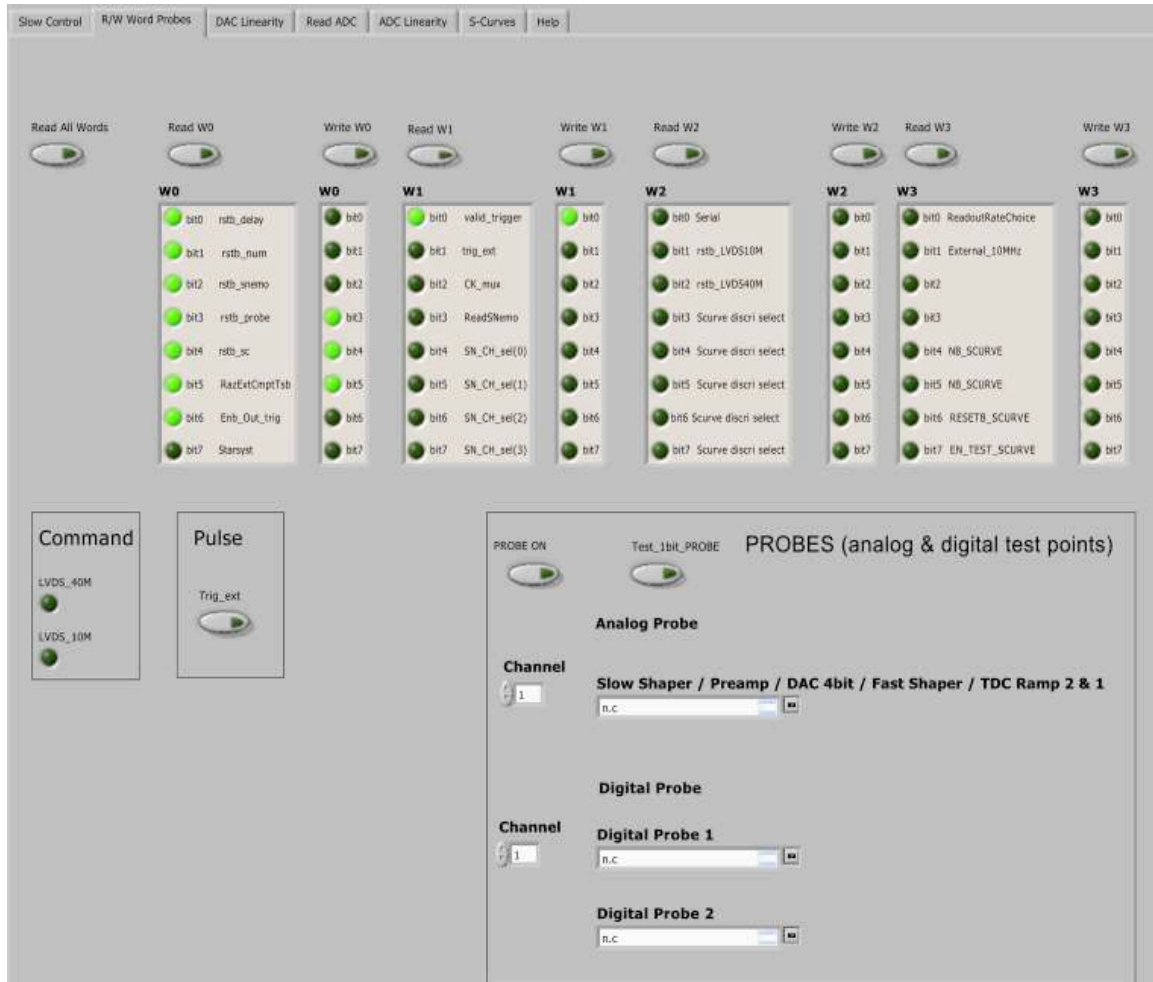 Slow Control R/W Word Probes DAC Linearity Read ADC ADC Linearity S-Curves Help
Read All Words Read W0 Write W0 Read W1 Write W1 Read W2 Write W2 Read W3 Write W3
W0 W0 W1 W1 W2 W2 W3 W3
bit0 rstb_delay bit0 bit0 valid_trigger bit0 bit0 Serial bit0 bit0 ReadoutRateChoice bit0
bit1 rstb_num bit1 bit1 trig_ext bit1 bit1 rstb_LVDS10M bit1 bit1 External_10MHz bit1
bit2 rstb_snemo bit2 bit2 CK_mux bit2 bit2 rstb_LVDS40M bit2 bit2 bit2
bit3 rstb_probe bit3 bit3 ReadSNemo bit3 bit3 Scurve discri select bit3 bit3 bit3
bit4 rstb_sc bit4 bit4 SN_CH_sel(0) bit4 bit4 Scurve discri select bit4 bit4 NB_SCURVE bit4
bit5 RazExtCmptTsb bit5 bit5 SN_CH_sel(1) bit5 bit5 Scurve discri select bit5 bit5 NB_SCURVE bit5
bit6 Enb_Out_trig bit6 bit6 SN_CH_sel(2) bit6 bit6 Scurve discri select bit6 bit6 RESETB_SCURVE bit6
bit7 Starsyst bit7 bit7 SN_CH_sel(3) bit7 bit7 Scurve discri select bit7 bit7 EN_TEST_SCURVE bit7
Command
LVDS_40M
LVDS_10M
Pulse
Trig_ext
PROBE ON Test_1bit_PROBE PROBES (analog & digital test points)
Analog Probe
Channel
1
Slow Shaper / Preamp / DAC 4bit / Fast Shaper / TDC Ramp 2 & 1
n.c
Digital Probe
Channel
1
Digital Probe 1
n.c
Digital Probe 2
n.c